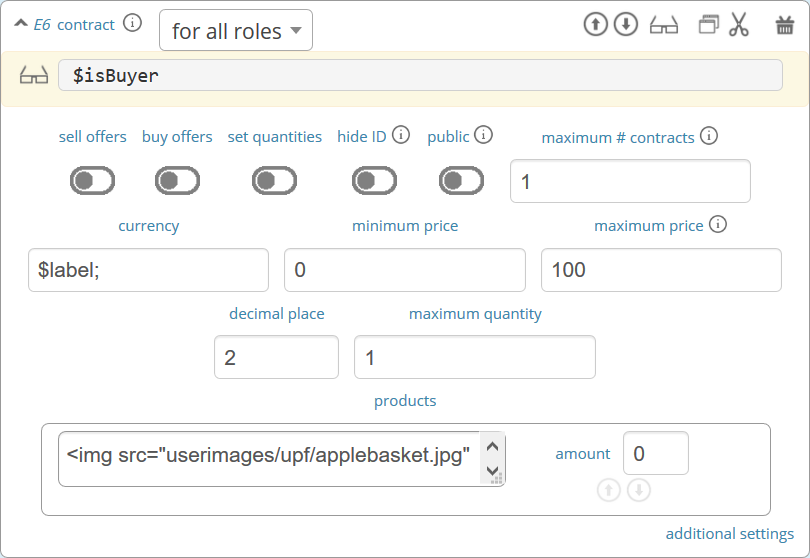 E6 contract for all roles
$isBuyer
sell offers buy offers set quantities hide ID public maximum # contracts
1
currency minimum price maximum price
$label; 0 100
decimal place maximum quantity
2 1
products
<img src="userimages/upf/applebasket.jpg" amount 0
additional settings